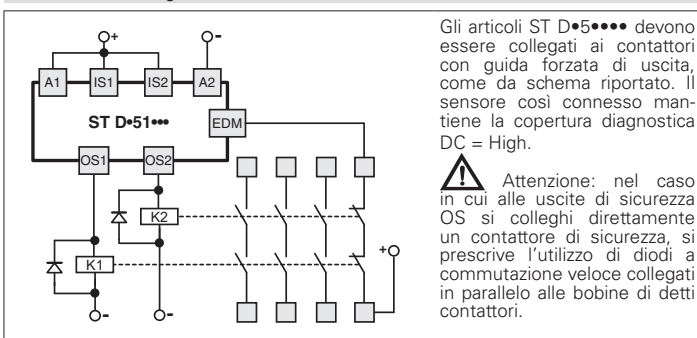 + -
A1 IS1 IS2 A2
ST D•51•••
EDM
OS1 OS2
K2
+
K1
- -
Gli articoli ST D•5•••• devono
essere collegati ai contattori
con guida forzata di uscita,
come da schema riportato. Il
sensore così connesso man-
tiene la copertura diagnostica
DC = High.
Attenzione: nel caso
in cui alle uscite di sicurezza
OS si colleghi direttamente
un contattore di sicurezza, si
prescrive l'utilizzo di diodi a
commutazione veloce collegati
in parallelo alle bobine di detti
contattori.